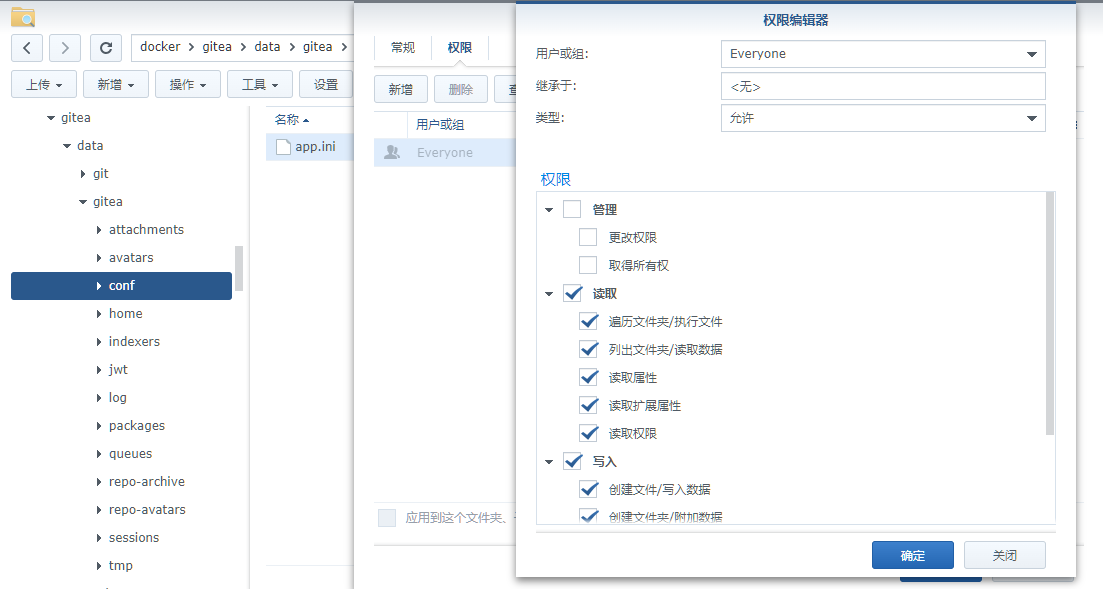 docker gitea data gitea
上传 新增 操作 工具 设置
gitea
data
git
gitea
attachments
avatars
conf
home
indexers
jwt
log
packages
queues
repo-archive
repo-avatars
sessions
tmp
名称
app.ini
常规 权限
新增 删除
用户或组
Everyone
应用到这个文件夹、
权限编辑器
用户或组: Everyone
继承于: <无>
类型: 允许
权限
管理
更改权限
取得所有权
读取
遍历文件夹/执行文件
列出文件夹/读取数据
读取属性
读取扩展属性
读取权限
写入
创建文件/写入数据
创建文件夹/附加数据
确定 关闭